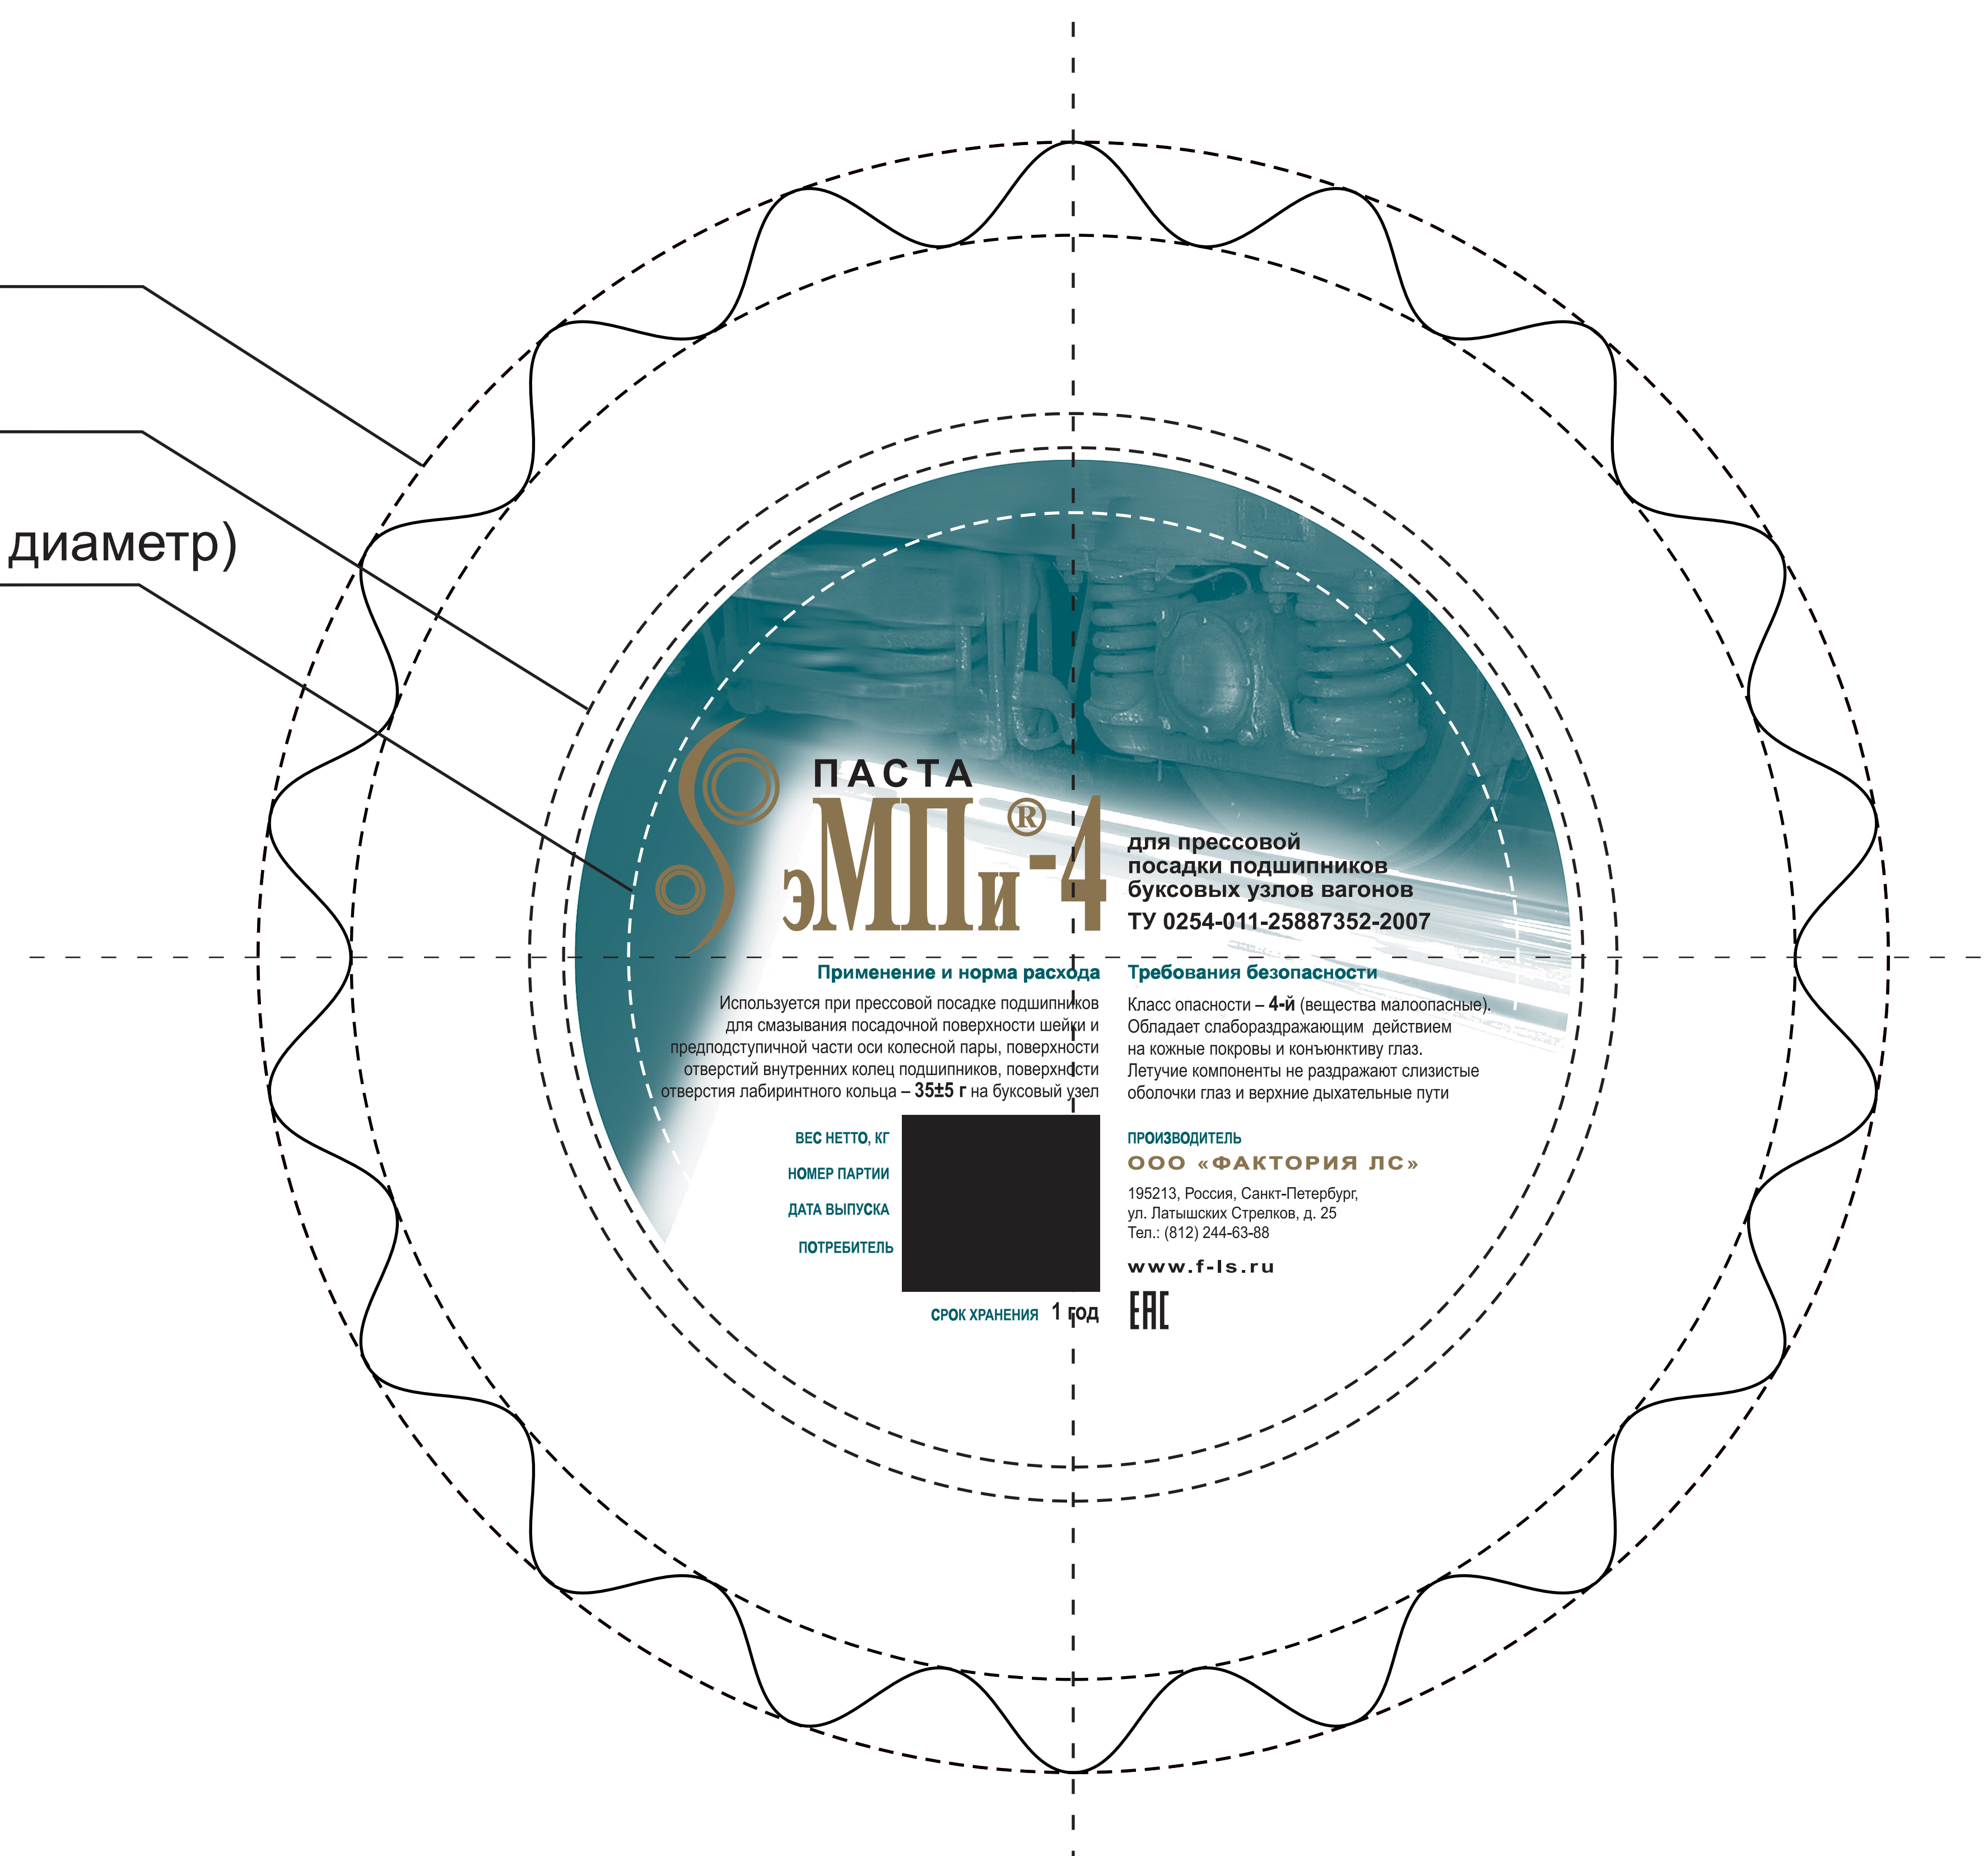 диаметр)
ПАСТА
эМПи®-4
для прессовой
посадки подшипников
буксовых узлов вагонов
ТУ 0254-011-25887352-2007
Применение и норма расхода
Используется при прессовой посадке подшипников
для смазывания посадочной поверхности шейки и
предподступичной части оси колесной пары, поверхности
отверстий внутренних колец подшипников, поверхности
отверстия лабиринтного кольца – 35±5 г на буксовый узел
Требования безопасности
Класс опасности – 4-й (вещества малоопасные).
Обладает слабораздражающим действием
на кожные покровы и конъюнктиву глаз.
Летучие компоненты не раздражают слизистые
оболочки глаз и верхние дыхательные пути
ВЕС НЕТТО, КГ
НОМЕР ПАРТИИ
ДАТА ВЫПУСКА
ПОТРЕБИТЕЛЬ
СРОК ХРАНЕНИЯ 1 год
ПРОИЗВОДИТЕЛЬ
ООО «ФАКТОРИЯ ЛС»
195213, Россия, Санкт-Петербург,
ул. Латышских Стрелков, д. 25
Тел.: (812) 244-63-88
www.f-ls.ru
EAC